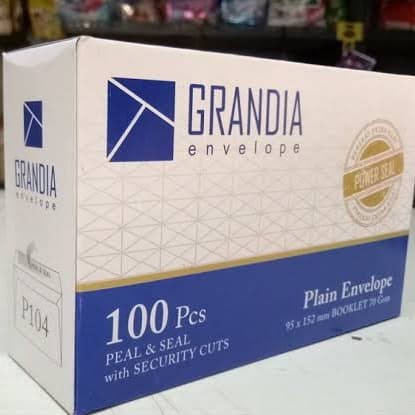 GRANDIA
envelope
POWER SEAL
100 Pcs
PEAL & SEAL
with SECURITY CUTS
Plain Envelope
95 x 152 mm BOOKLET 70 Gsm
GRANDIA
envelope
P104